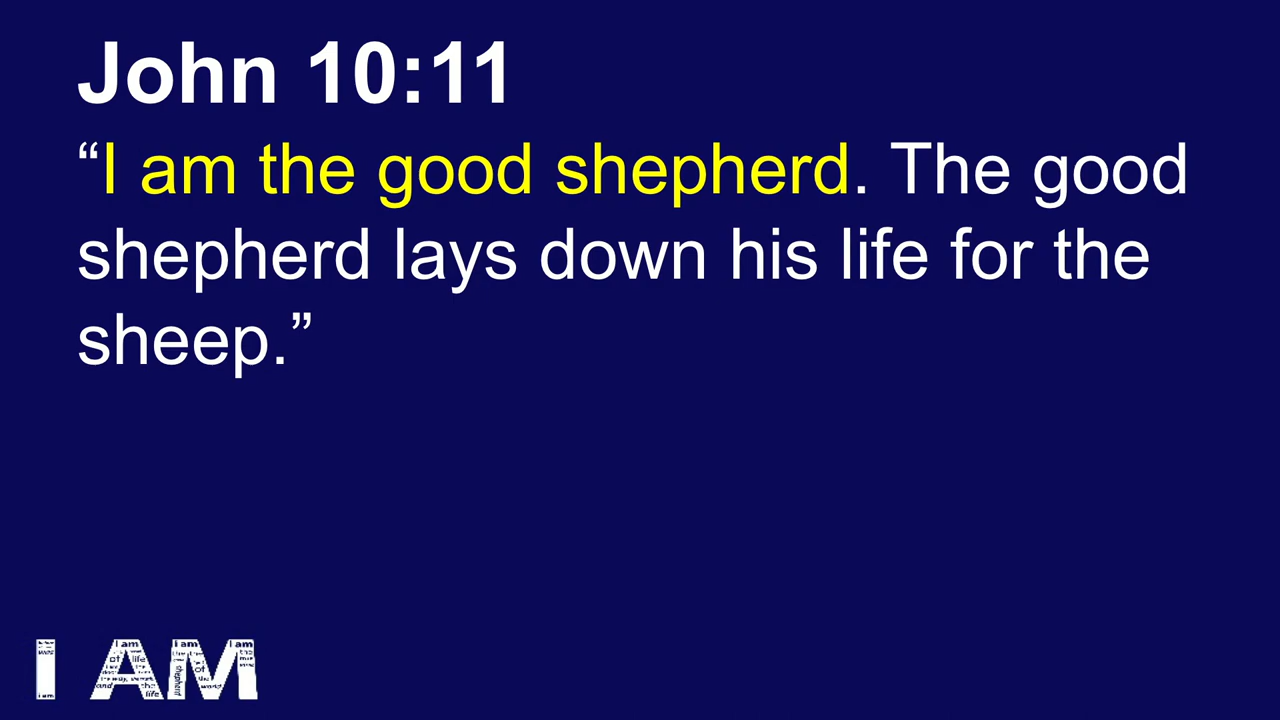 John 10:11
“I am the good shepherd. The good
shepherd lays down his life for the
sheep.”
I AM